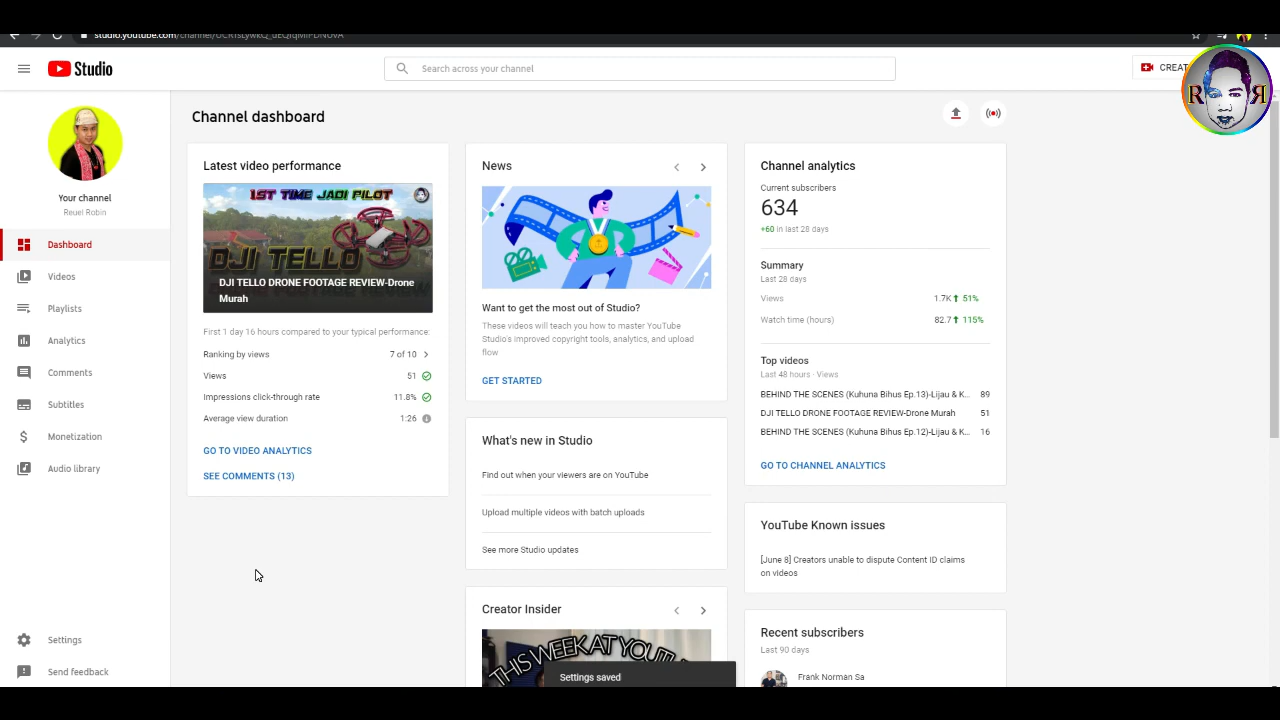 Studio
Search across your channel
CREAT
R R
Your channel
Reuel Robin
Dashboard
Videos
Playlists
Analytics
Comments
Subtitles
Monetization
Audio library
Settings
Send feedback
Channel dashboard
Latest video performance
1ST TIME JADI PILOT
DJI TELLO
DJI TELLO DRONE FOOTAGE REVIEW-Drone
Murah
First 1 day 16 hours compared to your typical performance:
Ranking by views 7 of 10
Views 51
Impressions click-through rate 11.8%
Average view duration 1:26
GO TO VIDEO ANALYTICS
SEE COMMENTS (13)
News
Want to get the most out of Studio?
These videos will teach you how to master YouTube
Studio's improved copyright tools, analytics, and upload
flow
GET STARTED
What's new in Studio
Find out when your viewers are on YouTube
Upload multiple videos with batch uploads
See more Studio updates
Creator Insider
THIS WEEK AT YOUTU
Settings saved
Channel analytics
Current subscribers
634
+60 in last 28 days
Summary
Last 28 days
Views 1.7K 51%
Watch time (hours) 82.7 115%
Top videos
Last 48 hours · Views
BEHIND THE SCENES (Kuhuna Bihus Ep.13)-Lijau & K... 89
DJI TELLO DRONE FOOTAGE REVIEW-Drone Murah 51
BEHIND THE SCENES (Kuhuna Bihus Ep.12)-Lijau & K... 16
GO TO CHANNEL ANALYTICS
YouTube Known issues
[June 8] Creators unable to dispute Content ID claims
on videos
Recent subscribers
Last 90 days
Frank Norman Sa